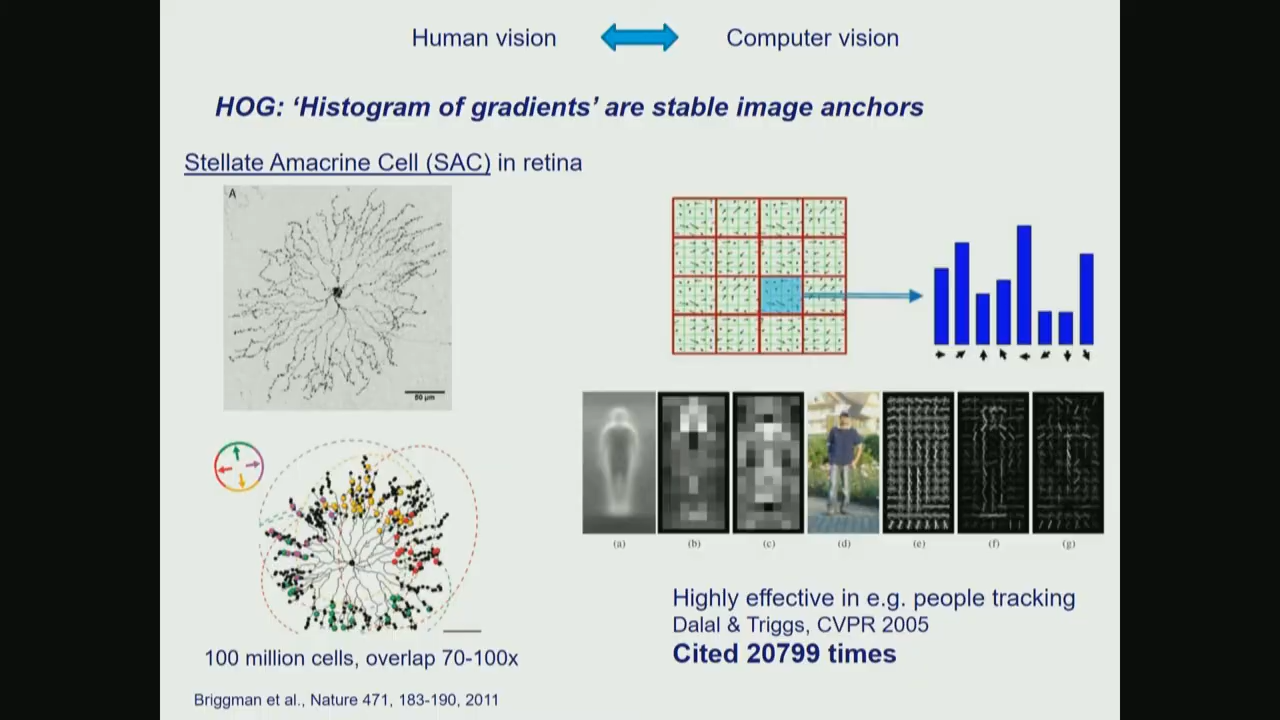 Human vision
Computer vision
HOG: ‘Histogram of gradients’ are stable image anchors
Stellate Amacrine Cell (SAC) in retina
A
50 µm
(a)
(b)
(c)
(d)
(e)
(f)
(g)
Highly effective in e.g. people tracking
Dalal & Triggs, CVPR 2005
Cited 20799 times
100 million cells, overlap 70-100x
Briggman et al., Nature 471, 183-190, 2011